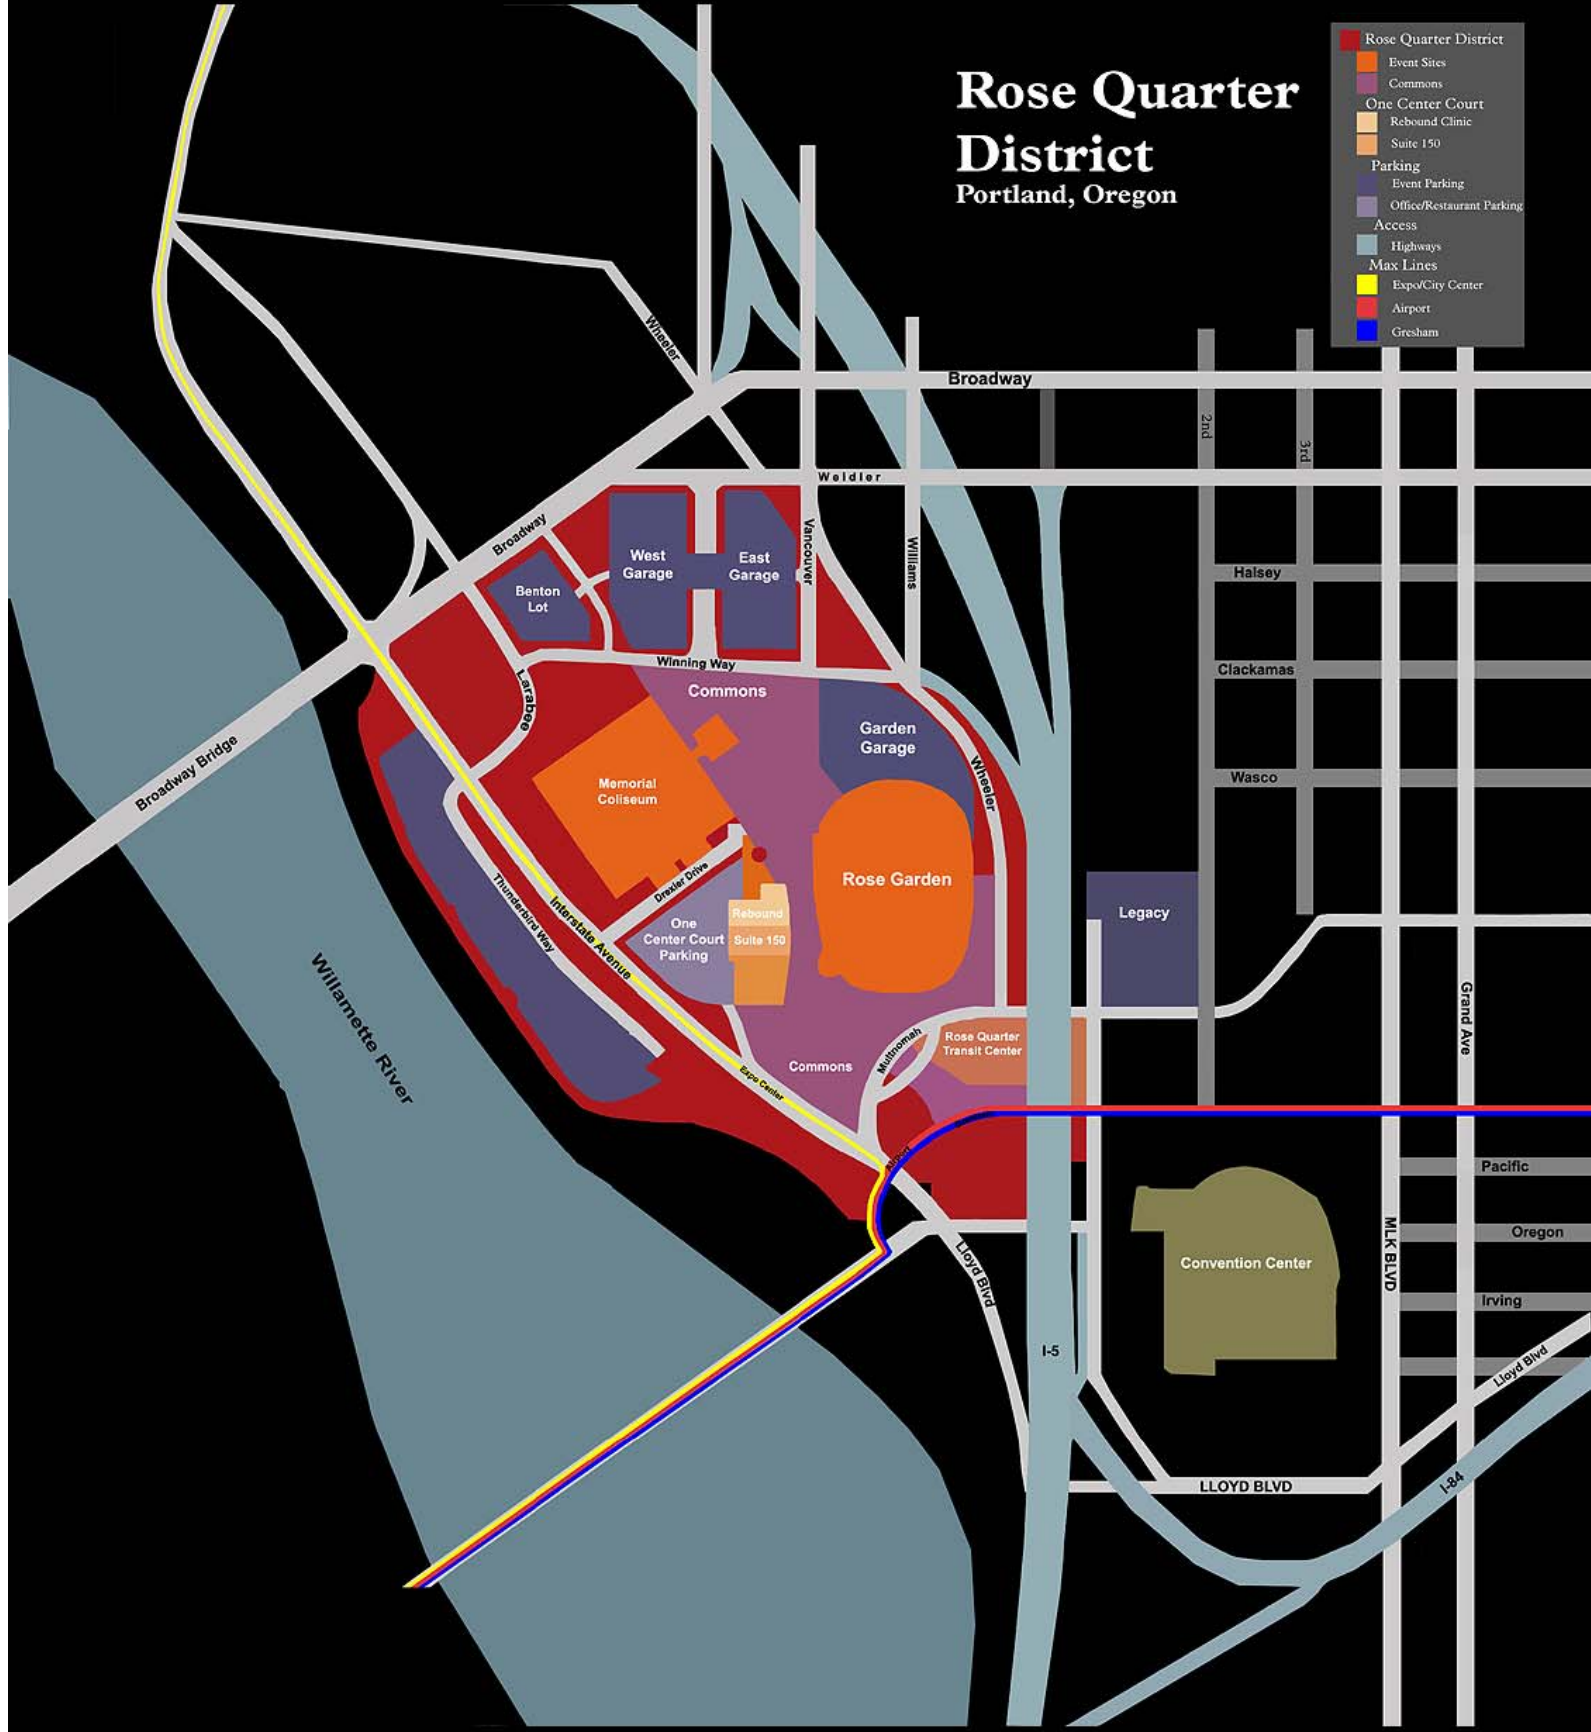 Rose Quarter
District
Portland, Oregon
Rose Quarter District
Event Sites
Commons
One Center Court
Rebound Clinic
Suite 150
Parking
Event Parking
Office/Restaurant Parking
Access
Highways
Max Lines
Expo/City Center
Airport
Gresham
Wheeler
Broadway
2nd
3rd
Weidler
Broadway
West
Garage
East
Garage
Vancouver
Williams
Halsey
Benton
Lot
Winning Way
Clackamas
Larabee
Commons
Garden
Garage
Wheeler
Wasco
Broadway Bridge
Memorial
Coliseum
Drexler Drive
Rose Garden
Thunderbird Way
Interstate Avenue
One
Center Court
Parking
Rebound
Suite 150
Legacy
Willamette River
Grand Ave
Multnomah
Rose Quarter
Transit Center
Commons
Expo Center
Airport
Pacific
MLK BLVD
Oregon
Lloyd Blvd
Convention Center
Irving
I-5
Lloyd Blvd
LLOYD BLVD
I-84